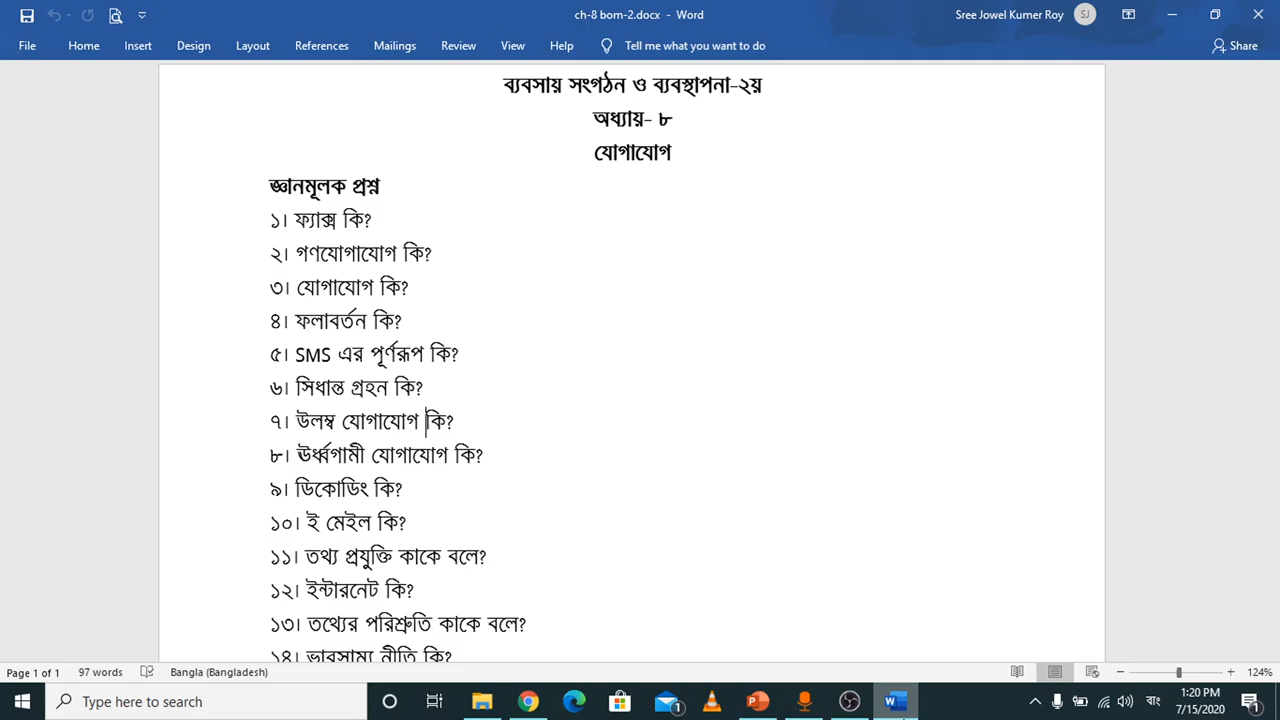 ch-8 bom-2.docx - Word
Sree Jowel Kumar Roy SJ
File Home Insert Design Layout References Mailings Review View Help Tell me what you want to do Share
ব্যবসায় সংগঠন ও ব্যবস্থাপনা-২য়
অধ্যায়- ৮
যোগাযোগ
জ্ঞানমূলক প্রশ্ন
১। ফ্যাক্স কি?
২। গণযোগাযোগ কি?
৩। যোগাযোগ কি?
৪। ফলাবর্তন কি?
৫। SMS এর পূর্ণরূপ কি?
৬। সিধান্ত গ্রহন কি?
৭। উলম্ব যোগাযোগ কি?
৮। ঊর্ধ্বগামী যোগাযোগ কি?
৯। ডিকোডিং কি?
১০। ই মেইল কি?
১১। তথ্য প্রযুক্তি কাকে বলে?
১২। ইন্টারনেট কি?
১৩। তথ্যের পরিশ্রুতি কাকে বলে?
১৪। ভারসাম্য নীতি কি?
Page 1 of 1 97 words Bangla (Bangladesh) 124%
Type here to search
বাং
1:20 PM
7/15/2020